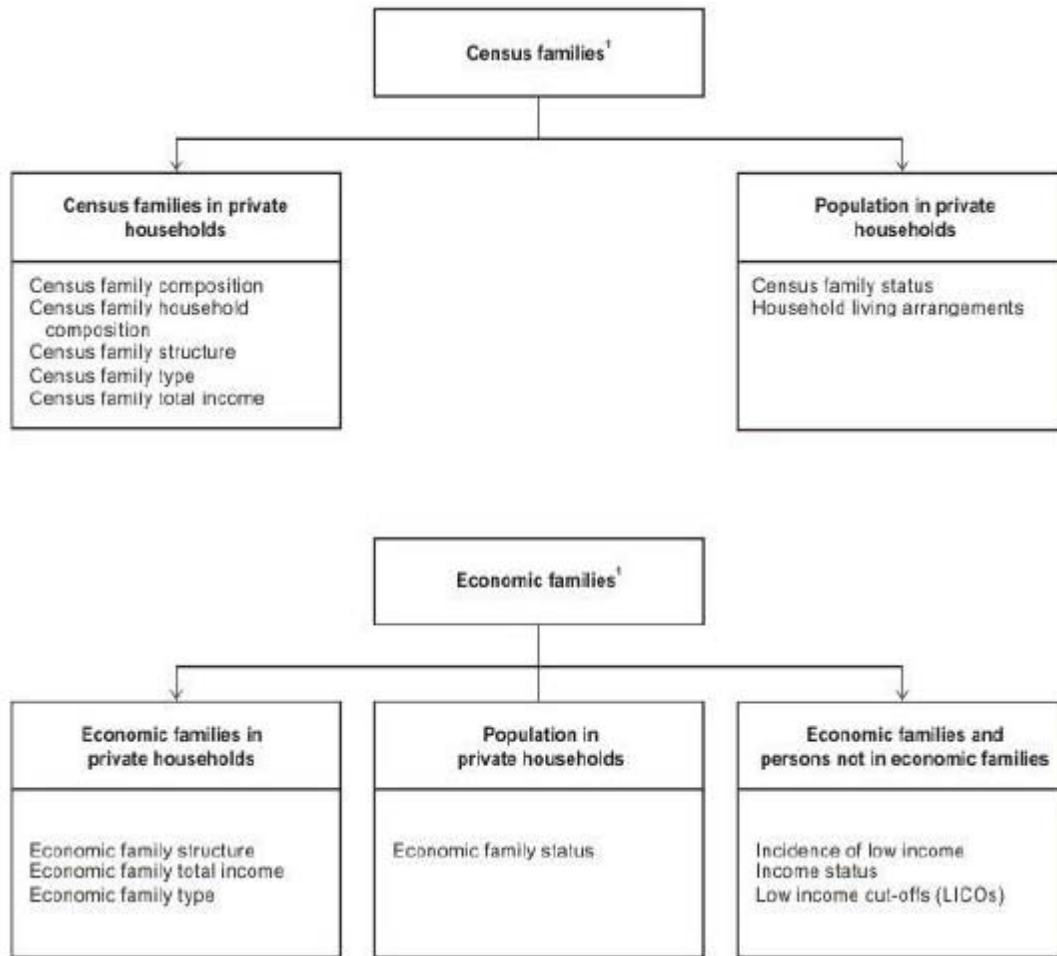 Census families¹
Census families in private
households
Census family composition
Census family household
composition
Census family structure
Census family type
Census family total income
Population in private
households
Census family status
Household living arrangements
Economic families¹
Economic families in
private households
Economic family structure
Economic family total income
Economic family type
Population in
private households
Economic family status
Economic families and
persons not in economic families
Incidence of low income
Income status
Low income cut-offs (LICOs)